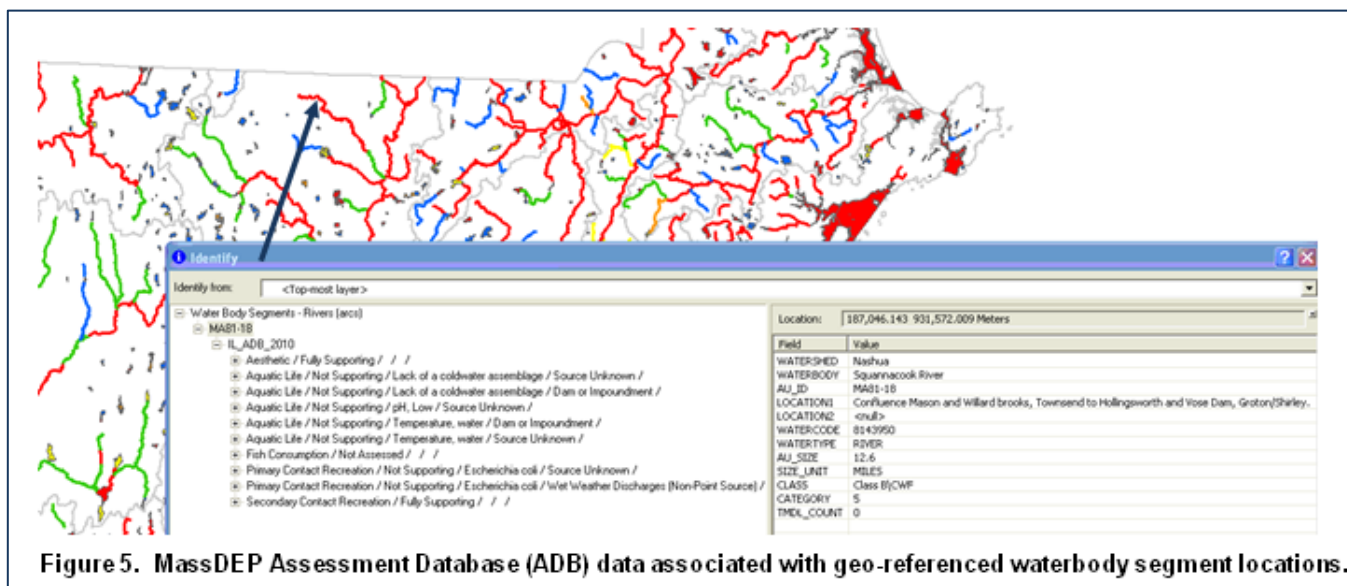 Identify
Identify from: <Top-most layer>
Water Body Segments - Rivers (arcs)
MA81-18
IL_ADB_2010
Aesthetic / Fully Supporting / / /
Aquatic Life / Not Supporting / Lack of a coldwater assemblage / Source Unknown /
Aquatic Life / Not Supporting / Lack of a coldwater assemblage / Dam or Impoundment /
Aquatic Life / Not Supporting / pH, Low / Source Unknown /
Aquatic Life / Not Supporting / Temperature, water / Dam or Impoundment /
Aquatic Life / Not Supporting / Temperature, water / Source Unknown /
Fish Consumption / Not Assessed / / /
Primary Contact Recreation / Not Supporting / Escherichia coli / Source Unknown /
Primary Contact Recreation / Not Supporting / Escherichia coli / Wet Weather Discharges (Non-Point Source) /
Secondary Contact Recreation / Fully Supporting / / /
Location: 187,046.143 931,572.009 Meters
Field Value
WATERSHED Nashua
WATERBODY Squannacook River
AU_ID MA81-18
LOCATION1 Confluence Mason and Willard brooks, Townsend to Hollingsworth and Vose Dam, Groton/Shirley.
LOCATION2 <null>
WATERCODE 8143950
WATERTYPE RIVER
AU_SIZE 12.6
SIZE_UNIT MILES
CLASS Class B\CWF
CATEGORY 5
TMDL_COUNT 0
Figure 5. MassDEP Assessment Database (ADB) data associated with geo-referenced waterbody segment locations.